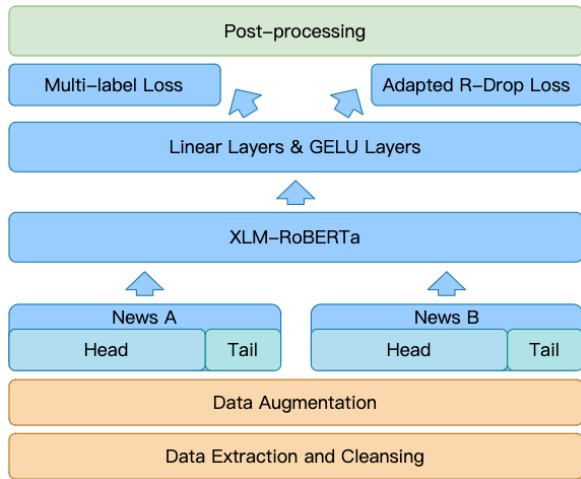 Post-processing
Multi-label Loss
Adapted R-Drop Loss
Linear Layers & GELU Layers
XLM-RoBERTa
News A
News B
Head
Tail
Head
Tail
Data Augmentation
Data Extraction and Cleansing